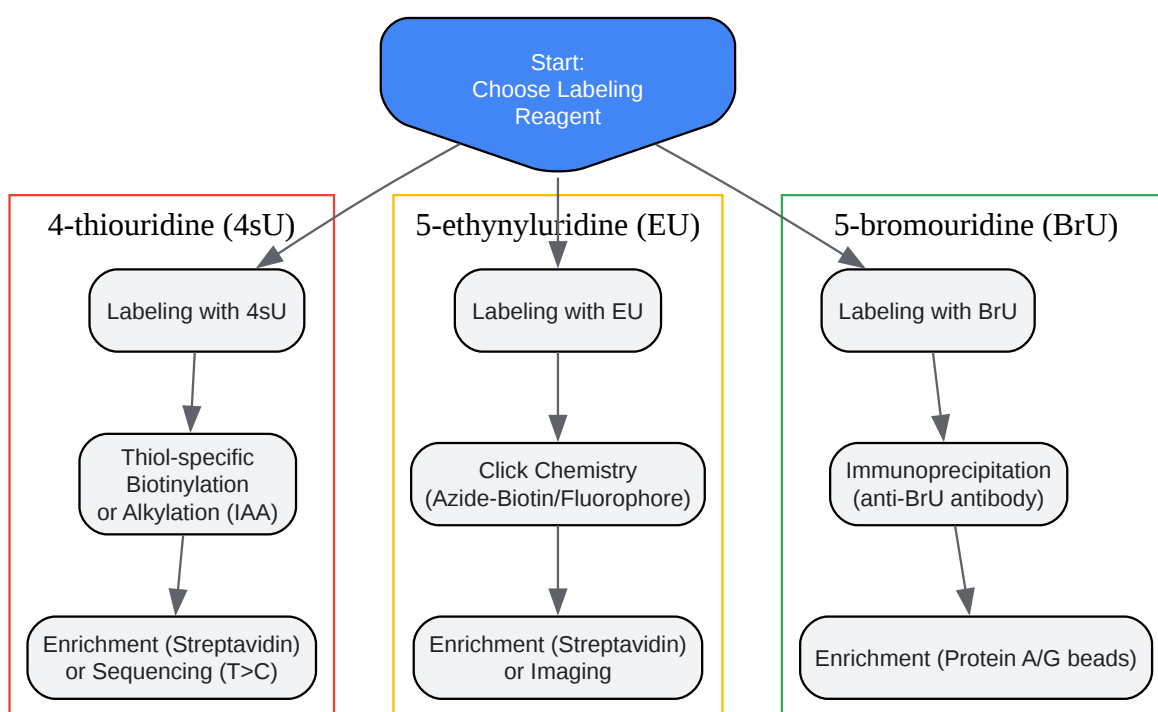 Start:
Choose Labeling
Reagent
4-thiouridine (4sU)
Labeling with 4sU
Thiol-specific
Biotinylation
or Alkylation (IAA)
Enrichment (Streptavidin)
or Sequencing (T>C)
5-ethynyluridine (EU)
Labeling with EU
Click Chemistry
(Azide-Biotin/Fluorophore)
Enrichment (Streptavidin)
or Imaging
5-bromouridine (BrU)
Labeling with BrU
Immunoprecipitation
(anti-BrU antibody)
Enrichment (Protein A/G beads)